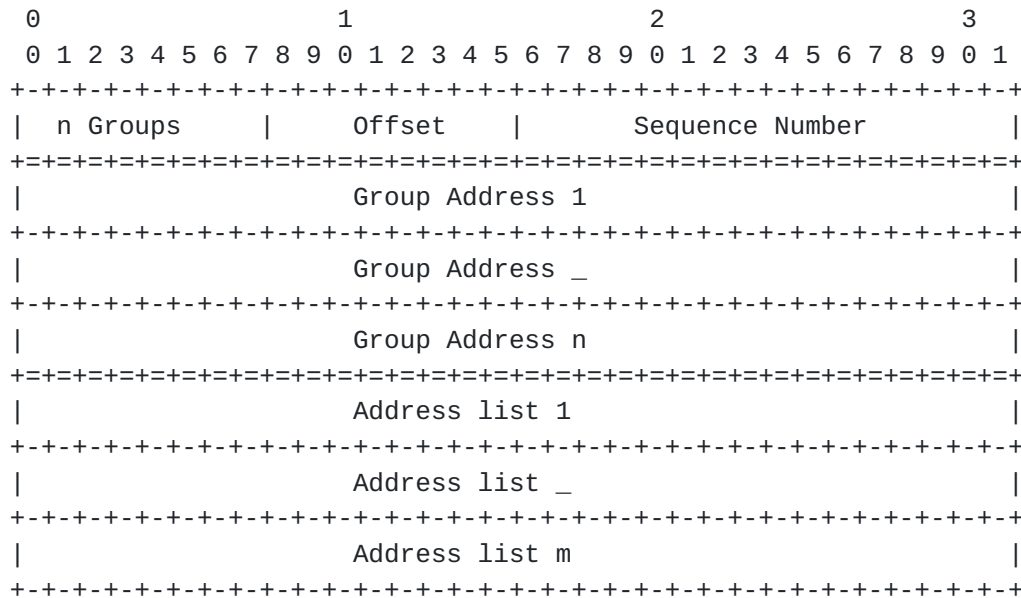 0                   1                   2                   3
 0 1 2 3 4 5 6 7 8 9 0 1 2 3 4 5 6 7 8 9 0 1 2 3 4 5 6 7 8 9 0 1
+-+-+-+-+-+-+-+-+-+-+-+-+-+-+-+-+-+-+-+-+-+-+-+-+-+-+-+-+-+-+-+-+
|  n Groups     |     Offset    |       Sequence Number         |
+=+=+=+=+=+=+=+=+=+=+=+=+=+=+=+=+=+=+=+=+=+=+=+=+=+=+=+=+=+=+=+=+
|                     Group Address 1                           |
+-+-+-+-+-+-+-+-+-+-+-+-+-+-+-+-+-+-+-+-+-+-+-+-+-+-+-+-+-+-+-+-+
|                     Group Address _                           |
+-+-+-+-+-+-+-+-+-+-+-+-+-+-+-+-+-+-+-+-+-+-+-+-+-+-+-+-+-+-+-+-+
|                     Group Address n                           |
+=+=+=+=+=+=+=+=+=+=+=+=+=+=+=+=+=+=+=+=+=+=+=+=+=+=+=+=+=+=+=+=+
|                     Address list 1                            |
+-+-+-+-+-+-+-+-+-+-+-+-+-+-+-+-+-+-+-+-+-+-+-+-+-+-+-+-+-+-+-+-+
|                     Address list _                            |
+-+-+-+-+-+-+-+-+-+-+-+-+-+-+-+-+-+-+-+-+-+-+-+-+-+-+-+-+-+-+-+-+
|                     Address list m                            |
+-+-+-+-+-+-+-+-+-+-+-+-+-+-+-+-+-+-+-+-+-+-+-+-+-+-+-+-+-+-+-+-+